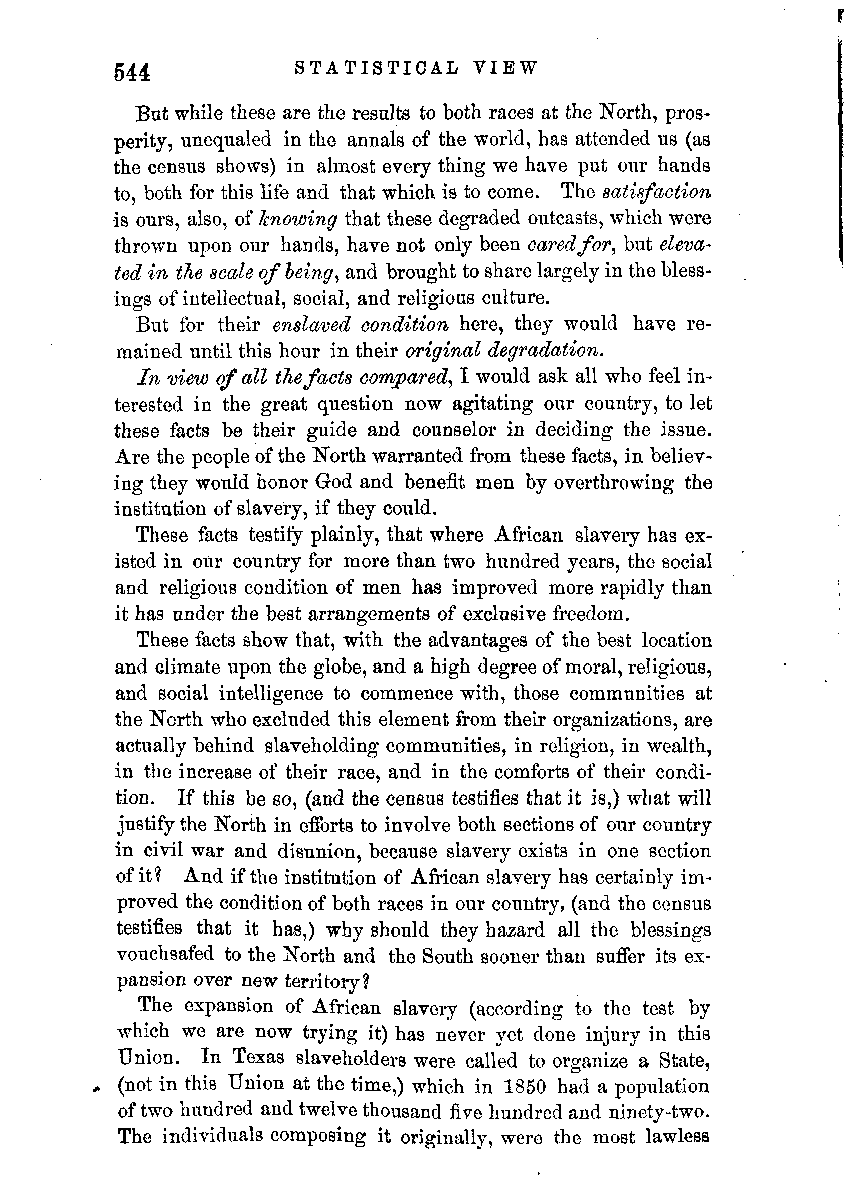 544 STATISTICAL VIEW
But while these are the results to both races at the North, pros-
perity, unequaled in the annals of the world, has attended us (as
the census shows) in almost every thing we have put our hands
to, both for this life and that which is to come. The satisfaction
is ours, also, of knowing that these degraded outcasts, which were
thrown upon our hands, have not only been cared for, but eleva-
ted in the scale of being, and brought to share largely in the bless-
ings of intellectual, social, and religious culture.
But for their enslaved condition here, they would have re-
mained until this hour in their original degradation.
In view of all the facts compared, I would ask all who feel in-
terested in the great question now agitating our country, to let
these facts be their guide and counselor in deciding the issue.
Are the people of the North warranted from these facts, in believ-
ing they would honor God and benefit men by overthrowing the
institution of slavery, if they could.
These facts testify plainly, that where African slavery has ex-
isted in our country for more than two hundred years, the social
and religious condition of men has improved more rapidly than
it has under the best arrangements of exclusive freedom.
These facts show that, with the advantages of the best location
and climate upon the globe, and a high degree of moral, religious,
and social intelligence to commence with, those communities at
the North who excluded this element from their organizations, are
actually behind slaveholding communities, in religion, in wealth,
in the increase of their race, and in the comforts of their condi-
tion. If this be so, (and the census testifies that it is,) what will
justify the North in efforts to involve both sections of our country
in civil war and disunion, because slavery exists in one section
of it? And if the institution of African slavery has certainly im-
proved the condition of both races in our country, (and the census
testifies that it has,) why should they hazard all the blessings
vouchsafed to the North and the South sooner than suffer its ex-
pansion over new territory?
The expansion of African slavery (according to the test by
which we are now trying it) has never yet done injury in this
Union. In Texas slaveholders were called to organize a State,
(not in this Union at the time,) which in 1850 had a population
of two hundred and twelve thousand five hundred and ninety-two.
The individuals composing it originally, were the most lawless